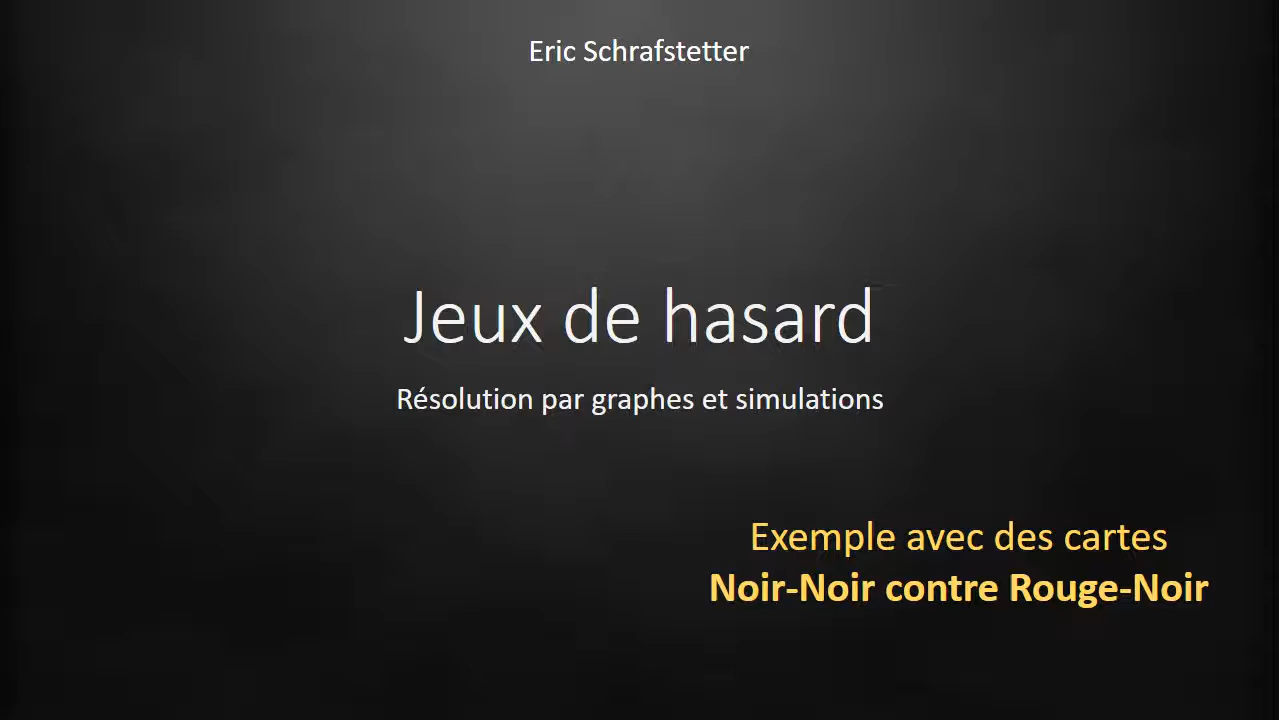 Eric Schrafstetter
Jeux de hasard
Résolution par graphes et simulations
Exemple avec des cartes
Noir-Noir contre Rouge-Noir